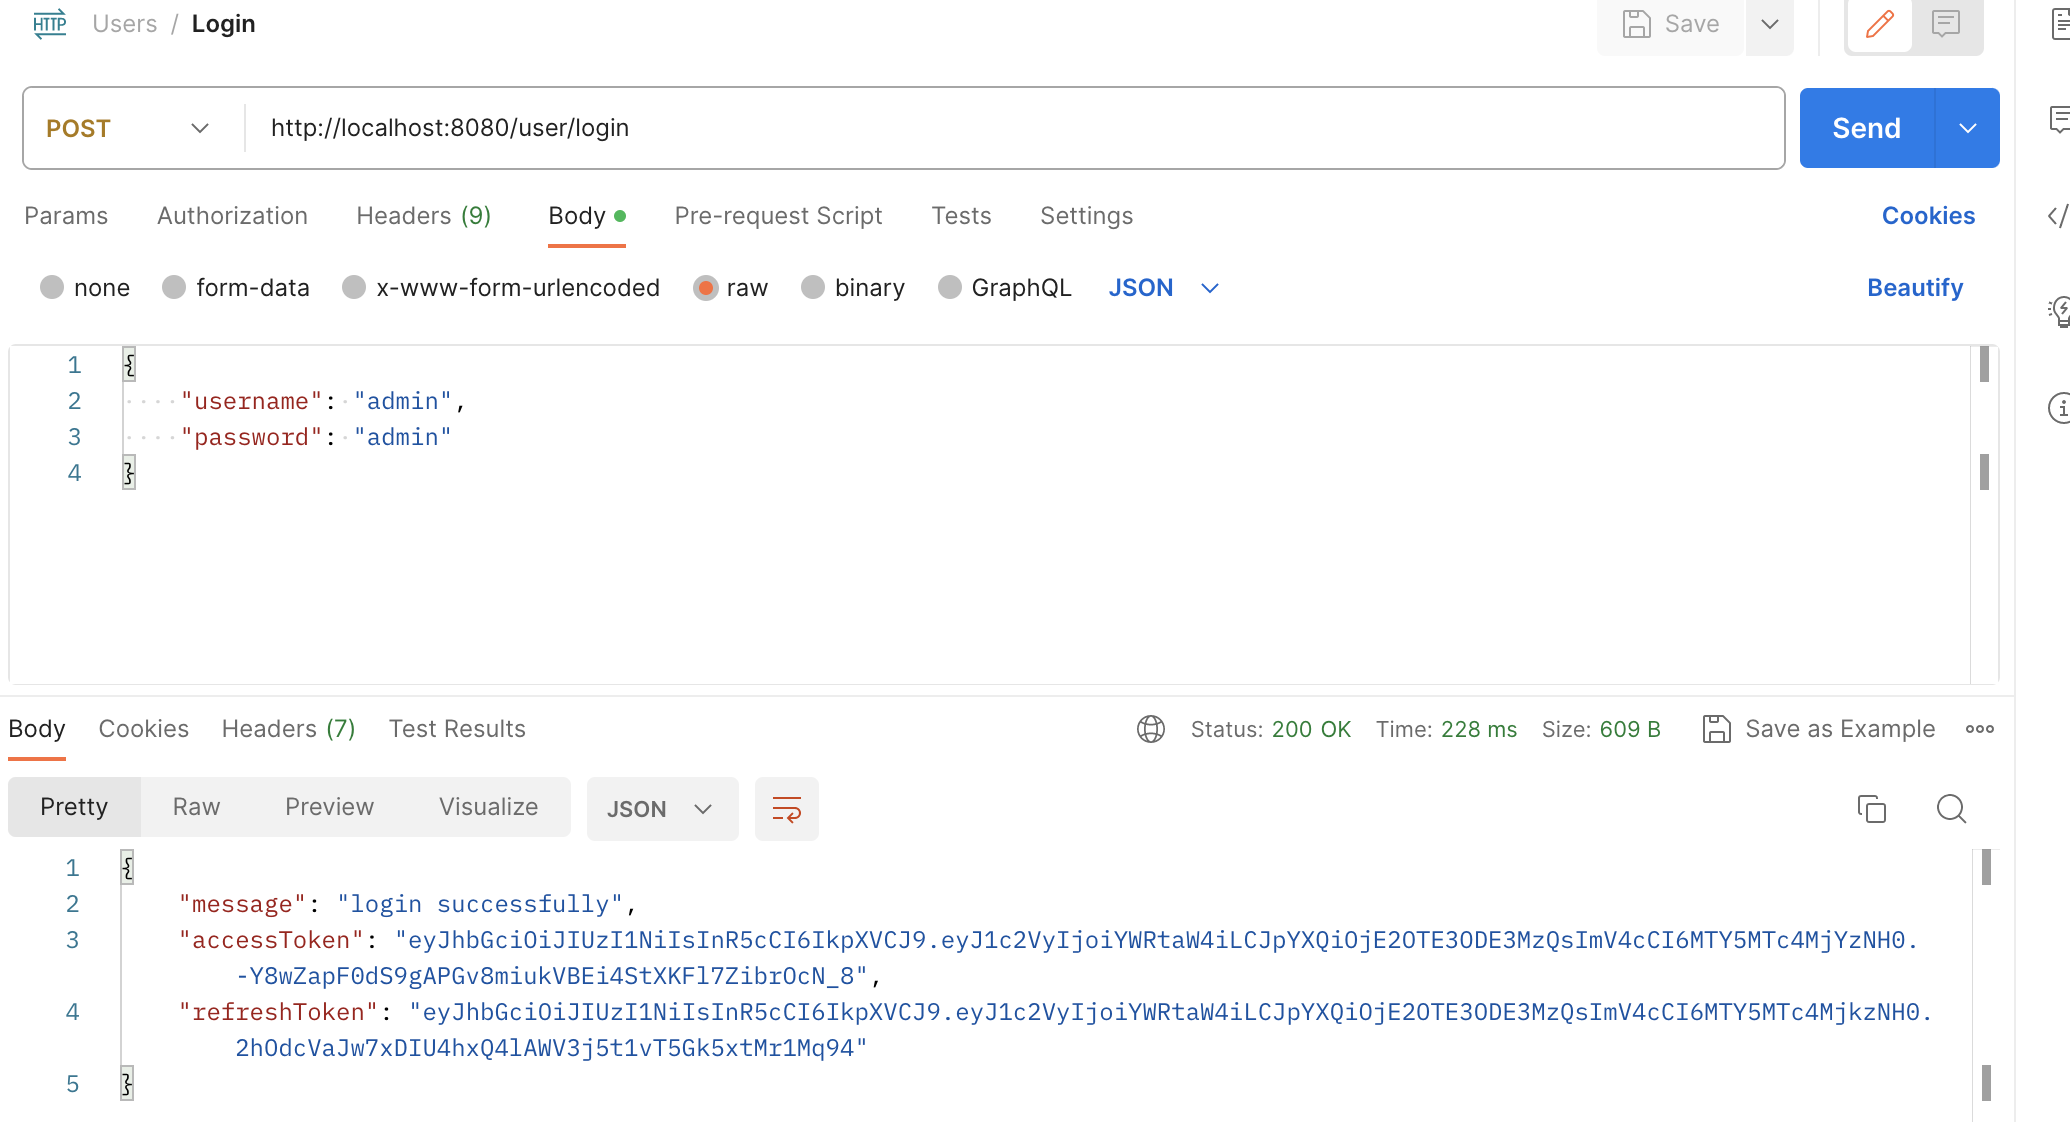 HTTP Users / Login Save
POST http://localhost:8080/user/login Send
Params Authorization Headers (9) Body Pre-request Script Tests Settings Cookies
none form-data x-www-form-urlencoded raw binary GraphQL JSON Beautify
1 {
2 "username": "admin",
3 "password": "admin"
4 }
Body Cookies Headers (7) Test Results Status: 200 OK Time: 228 ms Size: 609 B Save as Example
Pretty Raw Preview Visualize JSON
1 {
2 "message": "login successfully",
3 "accessToken": "eyJhbGciOiJIUzI1NiIsInR5cCI6IkpXVCJ9.eyJ1c2VyIjoiYWRtaW4iLCJpYXQiOjE2OTE3ODE3MzQsImV4cCI6MTY5MTc4MjYzNH0.
-Y8wZapF0dS9gAPGv8miukVBEi4StXKFl7ZibrOcN_8",
4 "refreshToken": "eyJhbGciOiJIUzI1NiIsInR5cCI6IkpXVCJ9.eyJ1c2VyIjoiYWRtaW4iLCJpYXQiOjE2OTE3ODE3MzQsImV4cCI6MTY5MTc4MjkzNH0.
2hOdcVaJw7xDIU4hxQ4lAWV3j5t1vT5Gk5xtMr1Mq94"
5 }